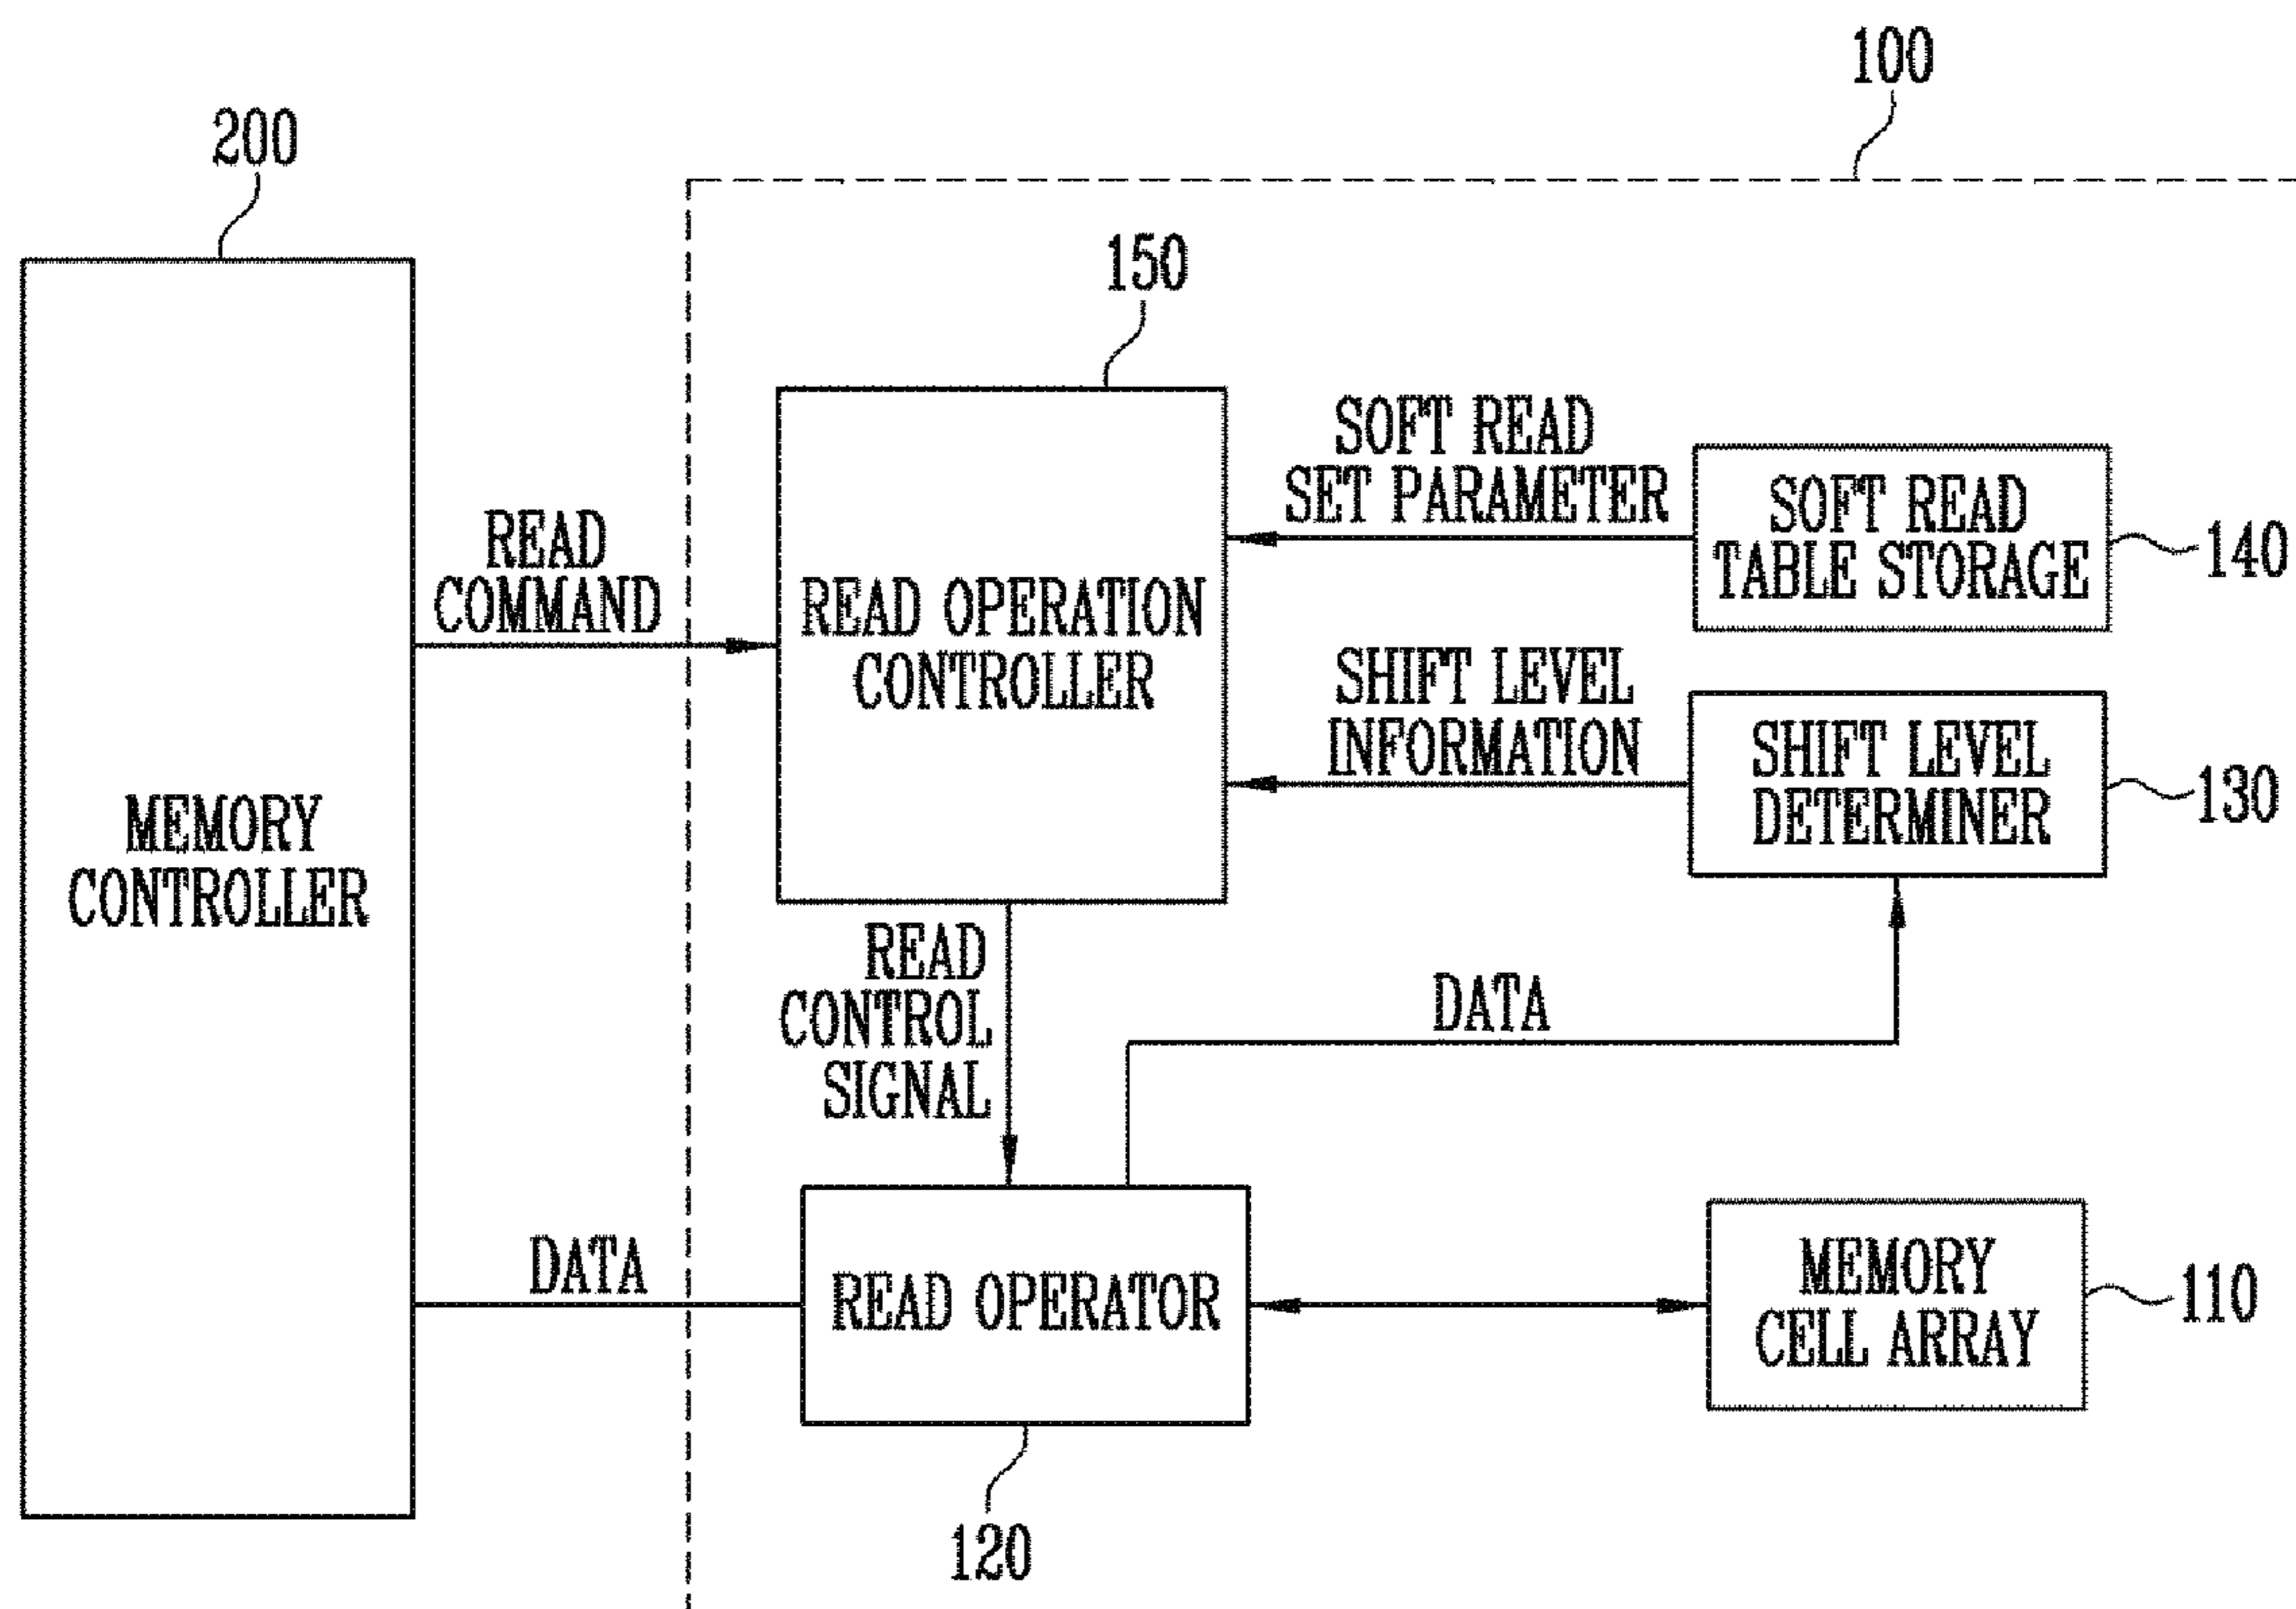 100
200
150
SOFT READ
SET PARAMETER
SOFT READ
TABLE STORAGE
140
READ
COMMAND
READ OPERATION
CONTROLLER
SHIFT LEVEL
INFORMATION
SHIFT LEVEL
DETERMINER
130
MEMORY
CONTROLLER
READ
CONTROL
SIGNAL
DATA
DATA
READ OPERATOR
MEMORY
CELL ARRAY
110
120